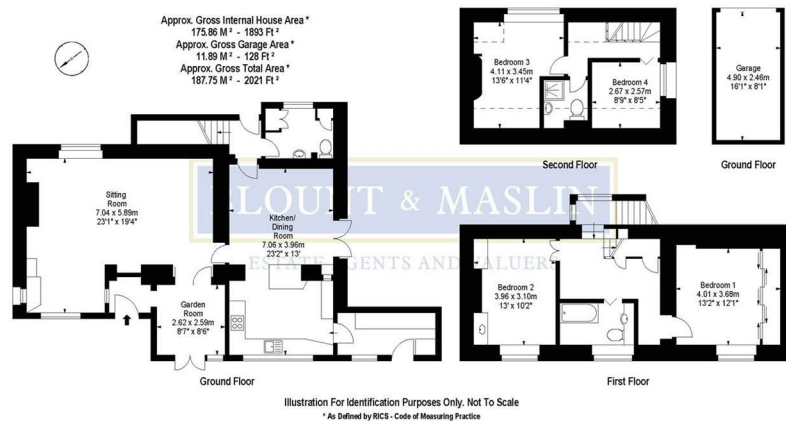 Approx. Gross Internal House Area *
175.86 M² - 1893 Ft²
Approx. Gross Garage Area *
11.89 M² - 128 Ft²
Approx. Gross Total Area *
187.75 M² - 2021 Ft²
Bedroom 3
4.11 x 3.45m
13'6" x 11'4"
Bedroom 4
2.67 x 2.57m
8'9" x 8'5"
Garage
4.90 x 2.46m
16'1" x 8'1"
Second Floor
Ground Floor
BLOUNT & MASLIN
ESTATE AGENTS AND VALUERS
Sitting
Room
7.04 x 5.89m
23'1" x 19'4"
Kitchen/
Dining
Room
7.06 x 3.96m
23'2" x 13'
Garden
Room
2.62 x 2.59m
8'7" x 8'6"
Bedroom 2
3.96 x 3.10m
13' x 10'2"
Bedroom 1
4.01 x 3.68m
13'2" x 12'1"
Ground Floor
First Floor
Illustration For Identification Purposes Only. Not To Scale
* As Defined by RICS - Code of Measuring Practice